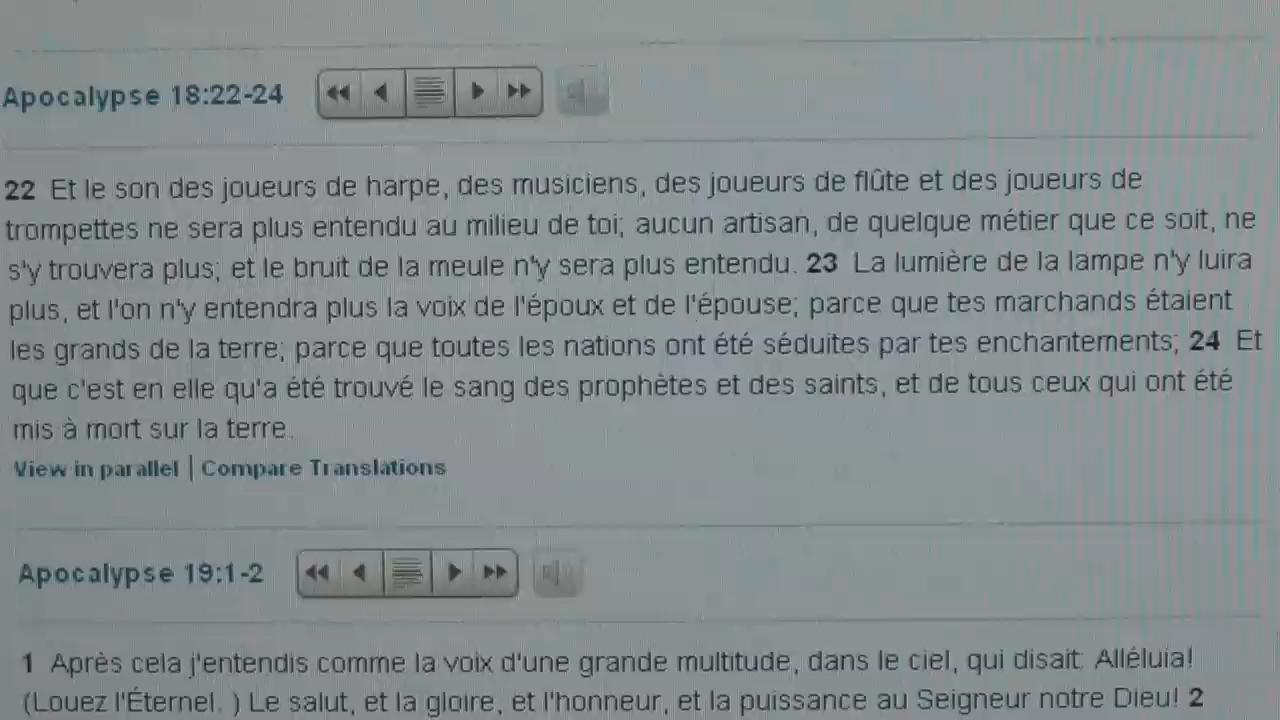 Apocalypse 18:22-24
22 Et le son des joueurs de harpe, des musiciens, des joueurs de flûte et des joueurs de
trompettes ne sera plus entendu au milieu de toi; aucun artisan, de quelque métier que ce soit, ne
s'y trouvera plus; et le bruit de la meule n'y sera plus entendu. 23 La lumière de la lampe n'y luira
plus, et l'on n'y entendra plus la voix de l'époux et de l'épouse; parce que tes marchands étaient
les grands de la terre; parce que toutes les nations ont été séduites par tes enchantements; 24 Et
que c'est en elle qu'a été trouvé le sang des prophètes et des saints, et de tous ceux qui ont été
mis à mort sur la terre.
View in parallel | Compare Translations
Apocalypse 19:1-2
1 Après cela j'entendis comme la voix d'une grande multitude, dans le ciel, qui disait: Alléluia!
(Louez l'Éternel. ) Le salut, et la gloire, et l'honneur, et la puissance au Seigneur notre Dieu! 2